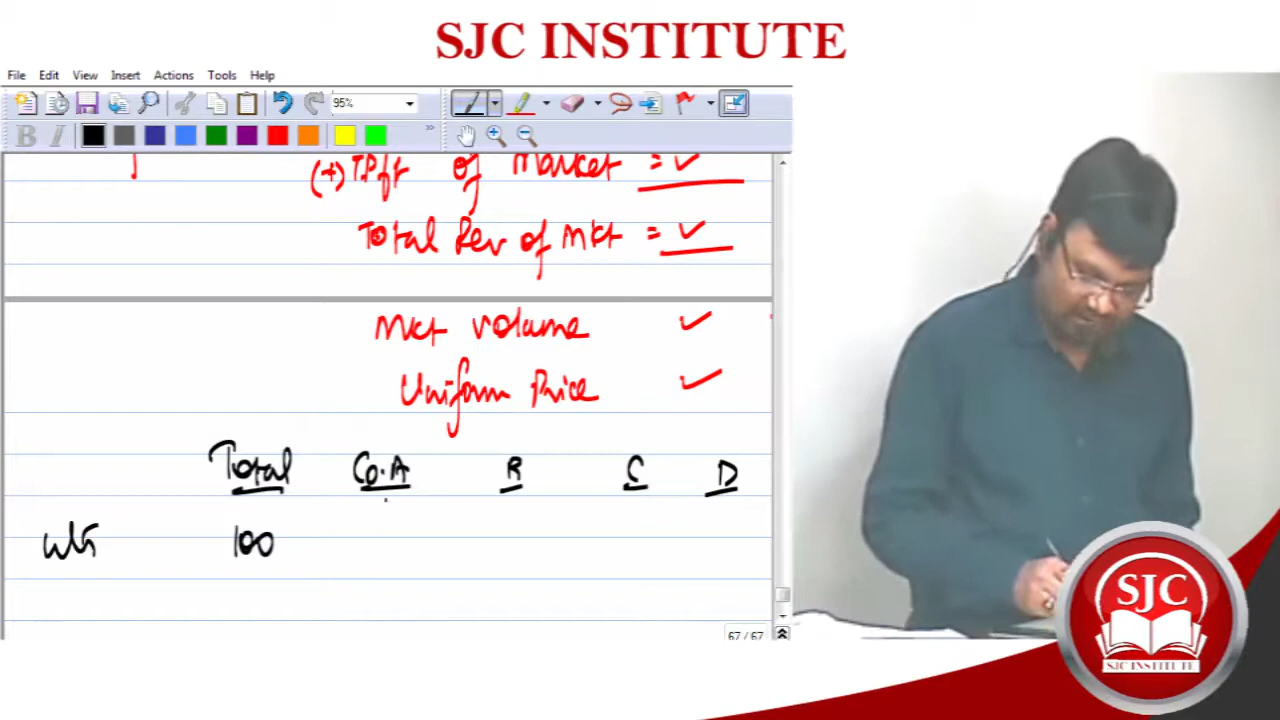 SJC INSTITUTE
File Edit View Insert Actions Tools Help
95%
B I
(+) T.Pft of Market = ✓
Total Rev of Mkt = ✓
Mkt Volume ✓
Uniform Price ✓
Total Co.A B C D
100
67/67
SJC
SJC INSTITUTE